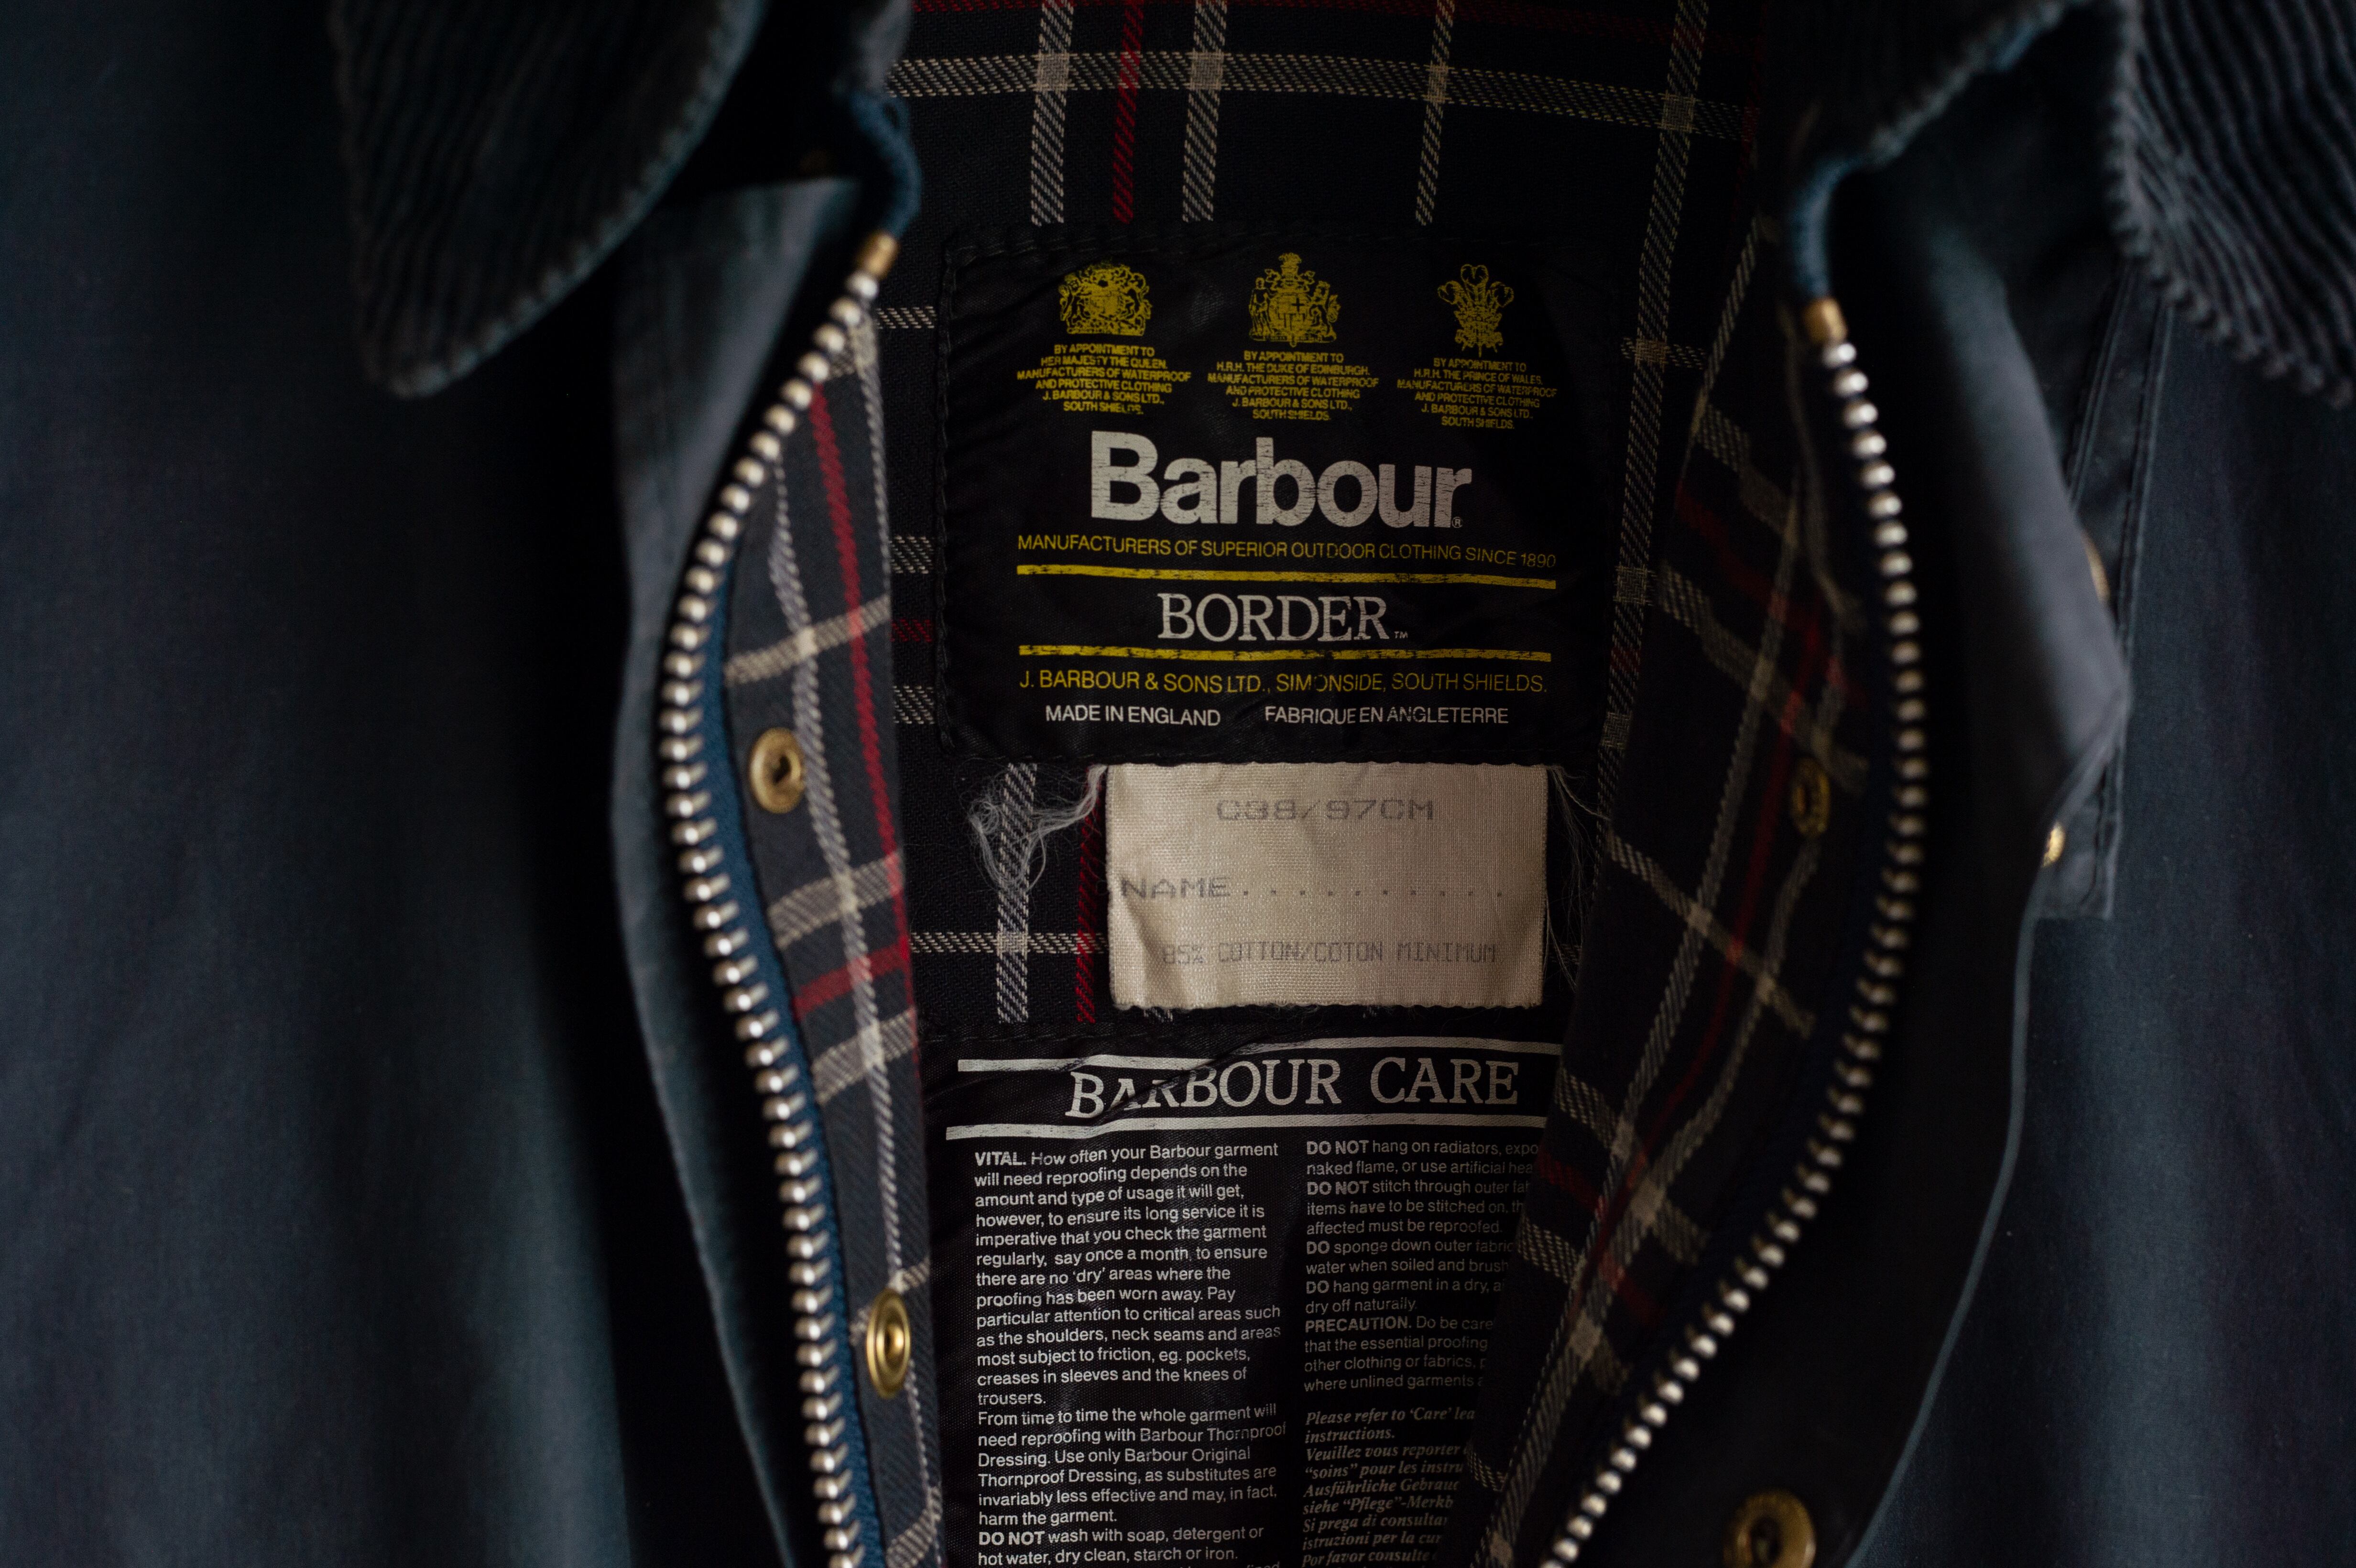 BY APPOINTMENT TO
HER MAJESTY THE QUEEN,
MANUFACTURERS OF WATERPROOF
AND PROTECTIVE CLOTHING
J. BARBOUR & SONS LTD.,
SOUTH SHIELDS.
BY APPOINTMENT TO
H.R.H. THE DUKE OF EDINBURGH,
MANUFACTURERS OF WATERPROOF
AND PROTECTIVE CLOTHING
J. BARBOUR & SONS LTD.,
SOUTH SHIELDS.
BY APPOINTMENT TO
H.R.H. THE PRINCE OF WALES,
MANUFACTURERS OF WATERPROOF
AND PROTECTIVE CLOTHING
J. BARBOUR & SONS LTD.,
SOUTH SHIELDS.
Barbour®
MANUFACTURERS OF SUPERIOR OUTDOOR CLOTHING SINCE 1890
BORDER™
J. BARBOUR & SONS LTD., SIMONSIDE, SOUTH SHIELDS.
MADE IN ENGLAND FABRIQUE EN ANGLETERRE
C38/97CM
NAME...........
85% COTTON/COTON MINIMUM
BARBOUR CARE
VITAL. How often your Barbour garment
will need reproofing depends on the
amount and type of usage it will get,
however, to ensure its long service it is
imperative that you check the garment
regularly, say once a month, to ensure
there are no 'dry' areas where the
proofing has been worn away. Pay
particular attention to critical areas such
as the shoulders, neck seams and areas
most subject to friction, eg. pockets,
creases in sleeves and the knees of
trousers.
From time to time the whole garment will
need reproofing with Barbour Thornproof
Dressing. Use only Barbour Original
Thornproof Dressing, as substitutes are
invariably less effective and may, in fact,
harm the garment.
DO NOT wash with soap, detergent or
hot water, dry clean, starch or iron.
DO NOT hang on radiators,
naked flame, or use artificial
DO NOT stitch through outer
items have to be stitched on,
affected must be reproofed.
DO sponge down outer
water when soiled and brush
DO hang garment in a dry,
dry off naturally.
PRECAUTION. Do be
that the essential proofing
other clothing or fabrics,
where unlined garments
Please refer to 'Care'
instructions.
Veuillez vous reporter
"soins" pour les
Ausführliche
siehe
Si prega di
istruzioni per la
Por favor consulte